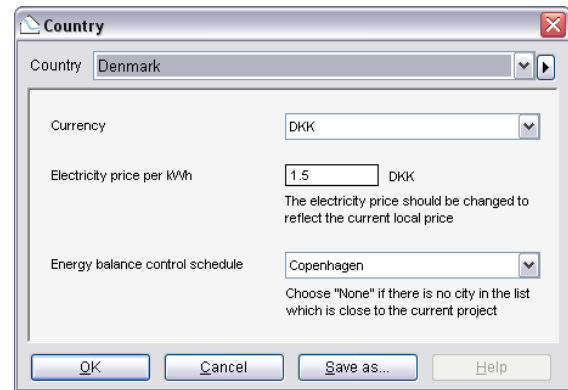 Country
Country Denmark
Currency DKK
Electricity price per kWh 1.5 DKK
The electricity price should be changed to
reflect the current local price
Energy balance control schedule Copenhagen
Choose "None" if there is no city in the list
which is close to the current project
OK Cancel Save as... Help